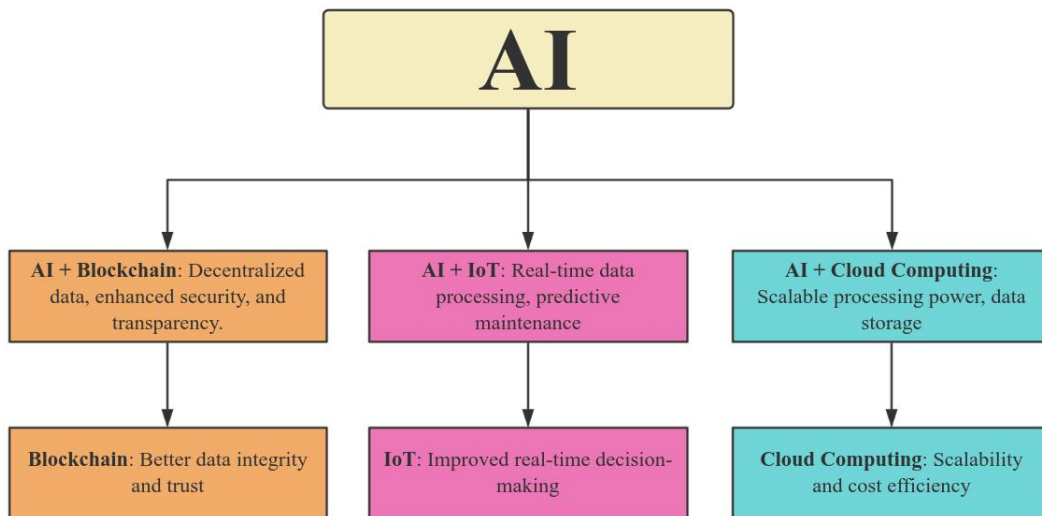 AI
AI + Blockchain: Decentralized
data, enhanced security, and
transparency.
AI + IoT: Real-time data
processing, predictive
maintenance
AI + Cloud Computing:
Scalable processing power, data
storage
Blockchain: Better data integrity
and trust
IoT: Improved real-time decision-
making
Cloud Computing: Scalability
and cost efficiency